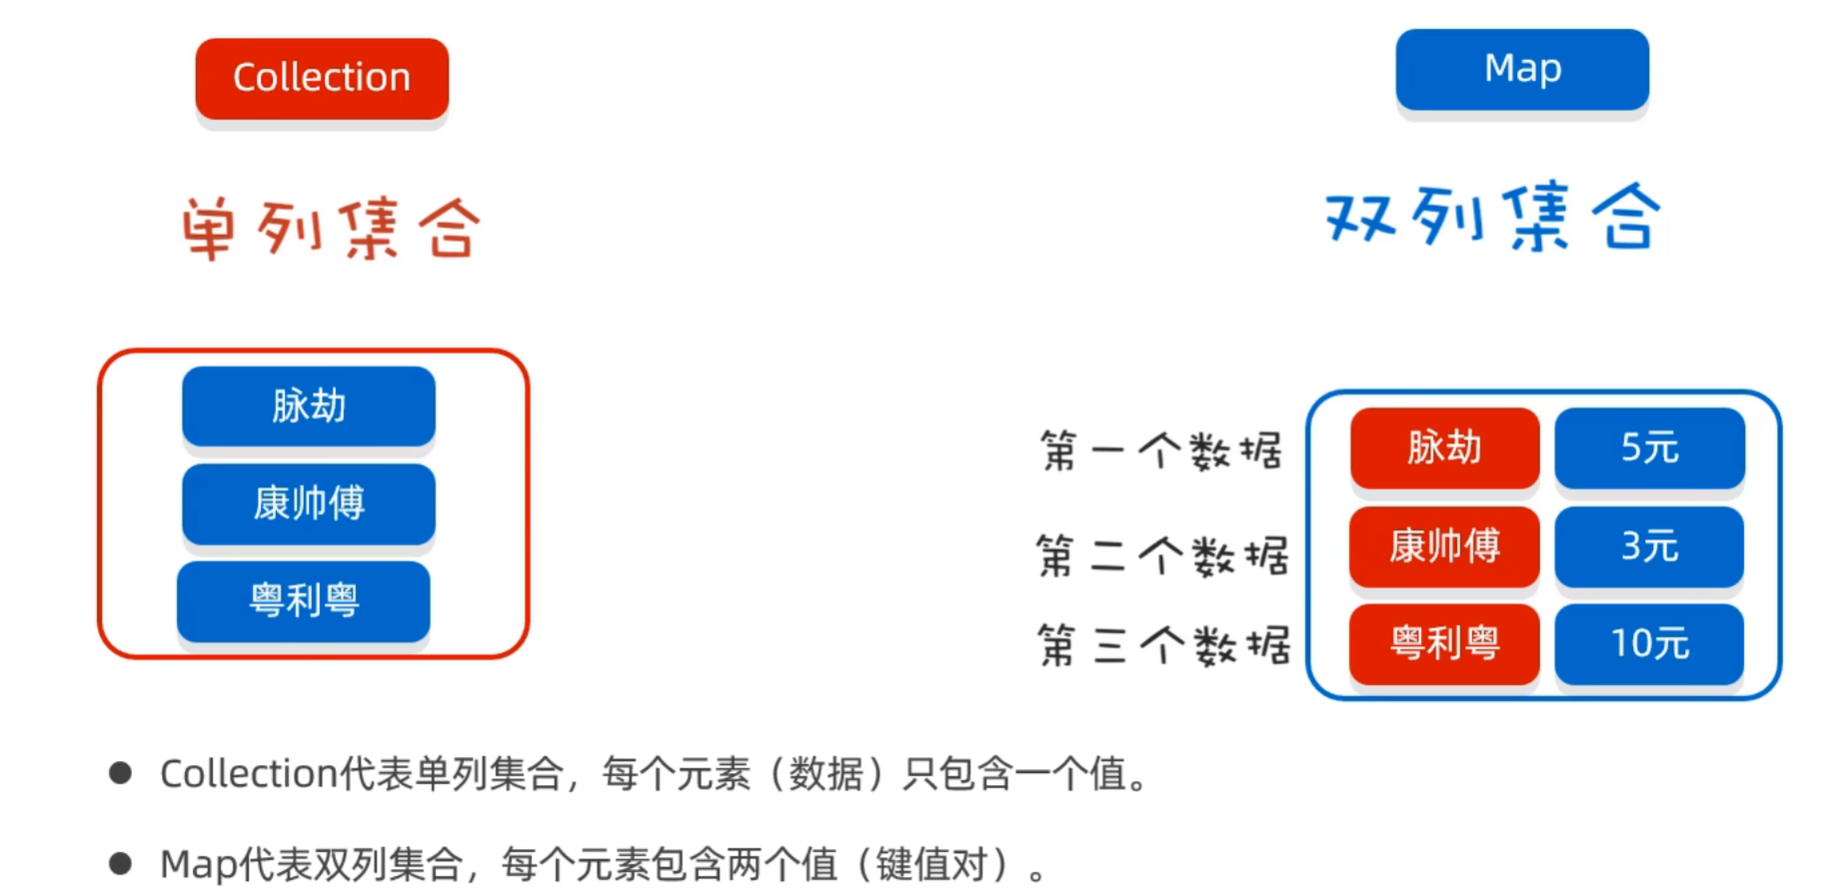 Collection
Map
单列集合
双列集合
脉劫
康帅傅
粤利粤
第一个数据 脉劫 5元
第二个数据 康帅傅 3元
第三个数据 粤利粤 10元
● Collection代表单列集合，每个元素（数据）只包含一个值。
● Map代表双列集合，每个元素包含两个值（键值对）。